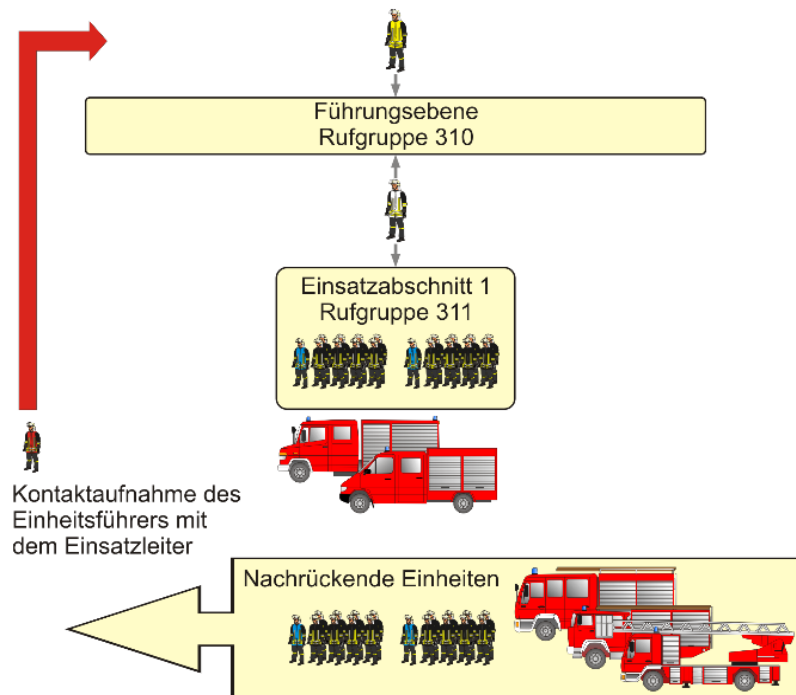 Führungsebene
Rufgruppe 310
Einsatzabschnitt 1
Rufgruppe 311
Kontaktaufnahme des
Einheitsführers mit
dem Einsatzleiter
Nachrückende Einheiten